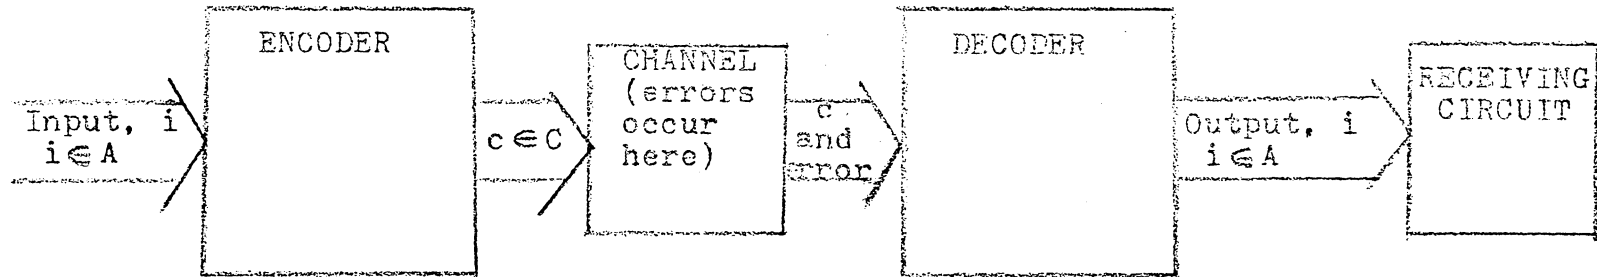 Input, i
i∈A
ENCODER
c∈C
CHANNEL
(errors
occur
here)
c
and
error
DECODER
Output, i
i∈A
RECEIVING
CIRCUIT